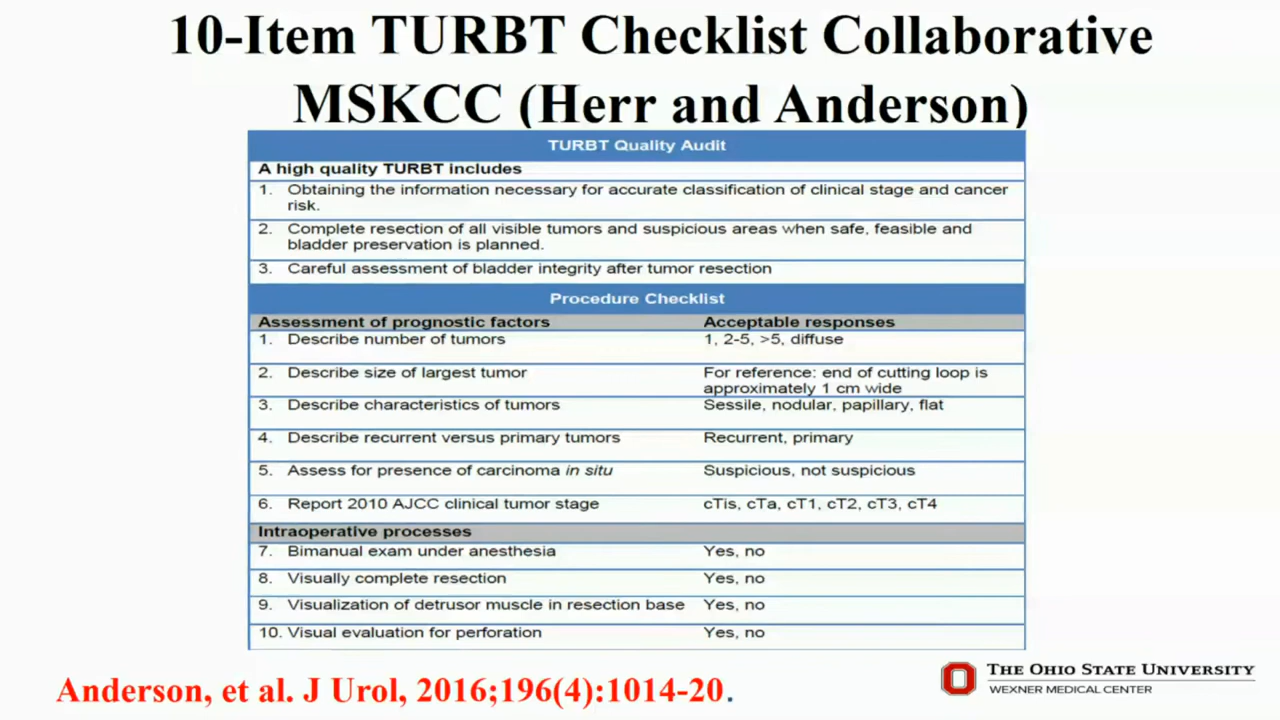 10-Item TURBT Checklist Collaborative
MSKCC (Herr and Anderson)
TURBT Quality Audit
A high quality TURBT includes
1. Obtaining the information necessary for accurate classification of clinical stage and cancer
risk.
2. Complete resection of all visible tumors and suspicious areas when safe, feasible and
bladder preservation is planned.
3. Careful assessment of bladder integrity after tumor resection
Procedure Checklist
Assessment of prognostic factors Acceptable responses
1. Describe number of tumors 1, 2-5, >5, diffuse
2. Describe size of largest tumor For reference: end of cutting loop is
approximately 1 cm wide
3. Describe characteristics of tumors Sessile, nodular, papillary, flat
4. Describe recurrent versus primary tumors Recurrent, primary
5. Assess for presence of carcinoma in situ Suspicious, not suspicious
6. Report 2010 AJCC clinical tumor stage cTis, cTa, cT1, cT2, cT3, cT4
Intraoperative processes
7. Bimanual exam under anesthesia Yes, no
8. Visually complete resection Yes, no
9. Visualization of detrusor muscle in resection base Yes, no
10. Visual evaluation for perforation Yes, no
Anderson, et al. J Urol, 2016;196(4):1014-20.
THE OHIO STATE UNIVERSITY
WEXNER MEDICAL CENTER